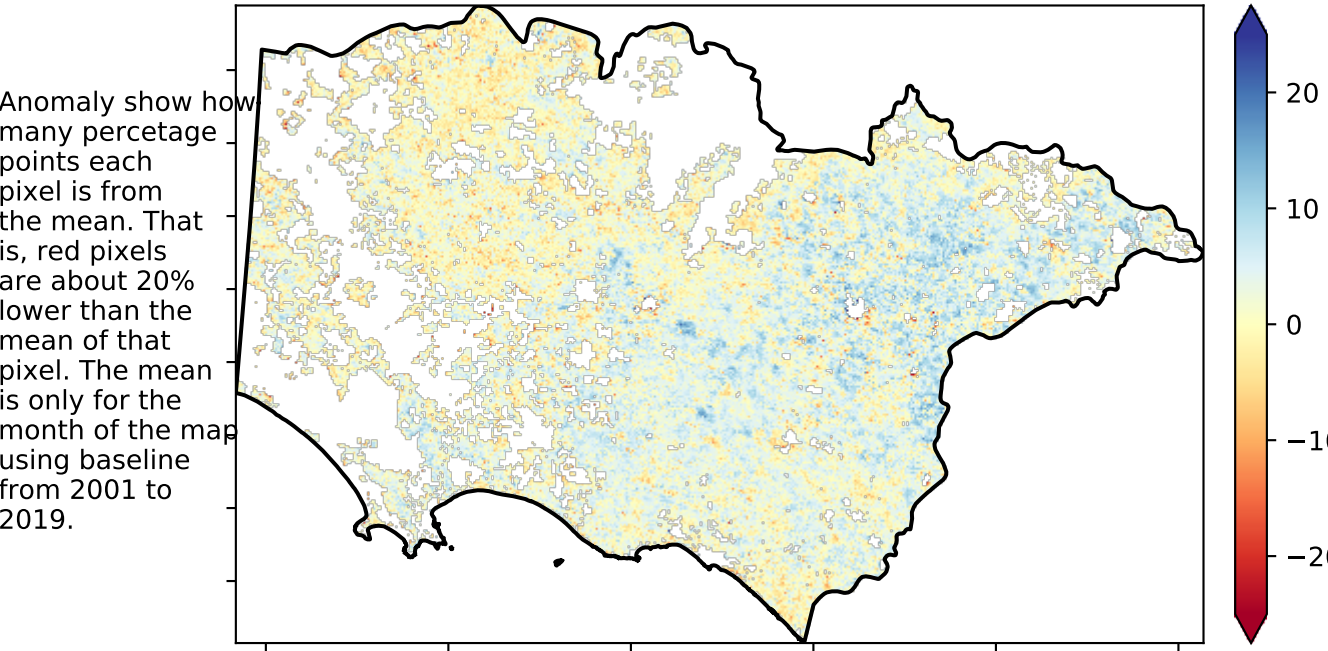 Anomaly show how
many percetage
points each
pixel is from
the mean. That
is, red pixels
are about 20%
lower than the
mean of that
pixel. The mean
is only for the
month of the map
using baseline
from 2001 to
2019.
20
10
0
−10
−20